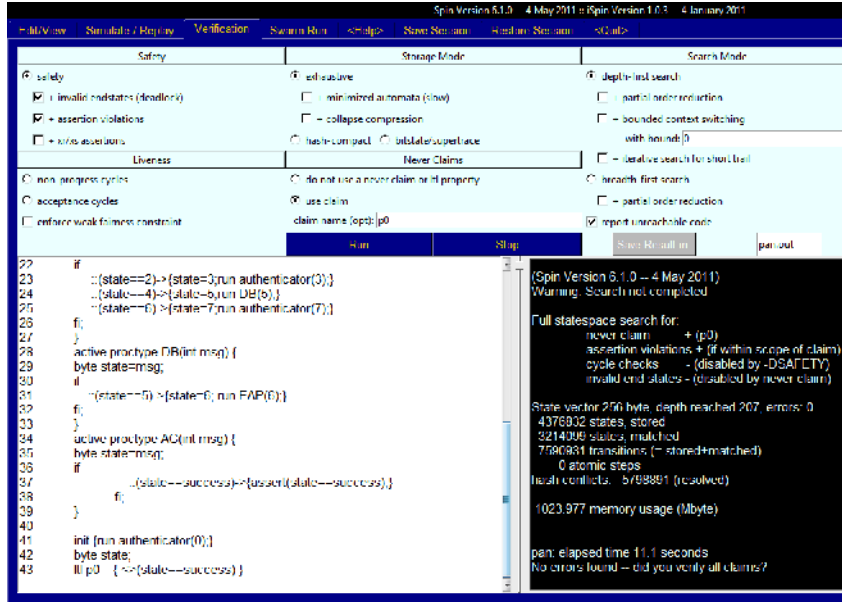 Spin Version 6.1.0 -- 4 May 2011 :: iSpin Version 1.0.3 -- 4 January 2011
Edit/View Simulate / Replay Verification Swarm Run <Help> Save Session Restore Session <Quit>
Safety Storage Mode Search Mode
safety exhaustive depth-first search
+ invalid endstates (deadlock) + minimized automata (slow) + partial order reduction
+ assertion violations + collapse compression + bounded context switching
+ xr/xs assertions hash-compact bitstate/supertrace with bound: 0
Liveness Never Claims + iterative search for short trail
non-progress cycles do not use a never claim or ltl property breadth-first search
acceptance cycles use claim + partial order reduction
enforce weak fairness constraint claim name (opt): p0 report unreachable code
Run Stop Save Result in: pan.out
22 if
23 ::(state==2)->{state=3;run authenticator(3);}
24 ::(state==4)->{state=5;run DB(5);}
25 ::(state==6)->{state=7;run authenticator(7);}
26 fi;
27 }
28 active proctype DB(int msg) {
29 byte state=msg;
30 if
31 ::(state==5)->{state=6; run EAP(6);}
32 fi;
33 }
34 active proctype AC(int msg) {
35 byte state=msg;
36 if
37 ::(state==success)->{assert(state==success);}
38 fi;
39 }
40
41 init {run authenticator(0);}
42 byte state;
43 ltl p0 { <>(state==success) }
(Spin Version 6.1.0 -- 4 May 2011)
Warning: Search not completed
Full statespace search for:
never claim + (p0)
assertion violations + (if within scope of claim)
cycle checks - (disabled by -DSAFETY)
invalid end states - (disabled by never claim)
State vector 256 byte, depth reached 207, errors: 0
4376832 states, stored
3214099 states, matched
7590931 transitions (= stored+matched)
0 atomic steps
hash conflicts: 5798891 (resolved)
1023.977 memory usage (Mbyte)
pan: elapsed time 11.1 seconds
No errors found -- did you verify all claims?